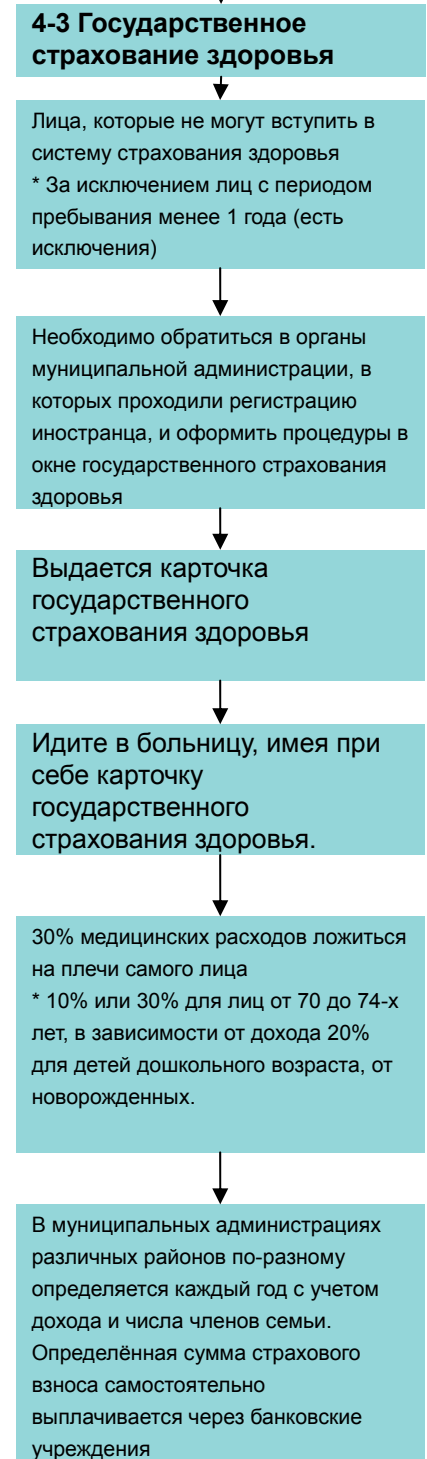 4-3 Государственное
страхование здоровья
Лица, которые не могут вступить в
систему страхования здоровья
* За исключением лиц с периодом
пребывания менее 1 года (есть
исключения)
Необходимо обратиться в органы
муниципальной администрации, в
которых проходили регистрацию
иностранца, и оформить процедуры в
окне государственного страхования
здоровья
Выдается карточка
государственного
страхования здоровья
Идите в больницу, имея при
себе карточку
государственного
страхования здоровья.
30% медицинских расходов ложиться
на плечи самого лица
* 10% или 30% для лиц от 70 до 74-х
лет, в зависимости от дохода 20%
для детей дошкольного возраста, от
новорожденных.
В муниципальных администрациях
различных районов по-разному
определяется каждый год с учетом
дохода и числа членов семьи.
Определённая сумма страхового
взноса самостоятельно
выплачивается через банковские
учреждения